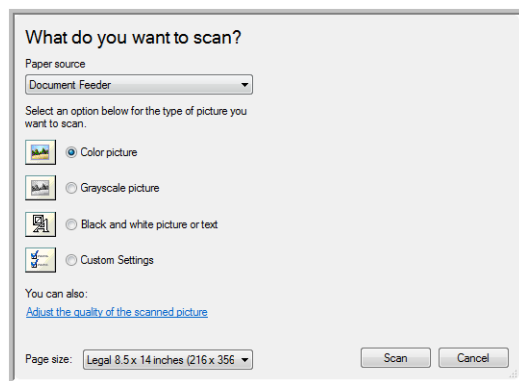 What do you want to scan?
Paper source
Document Feeder
Select an option below for the type of picture you
want to scan.
Color picture
Grayscale picture
Black and white picture or text
Custom Settings
You can also:
Adjust the quality of the scanned picture
Page size: Legal 8.5 x 14 inches (216 x 356
Scan Cancel